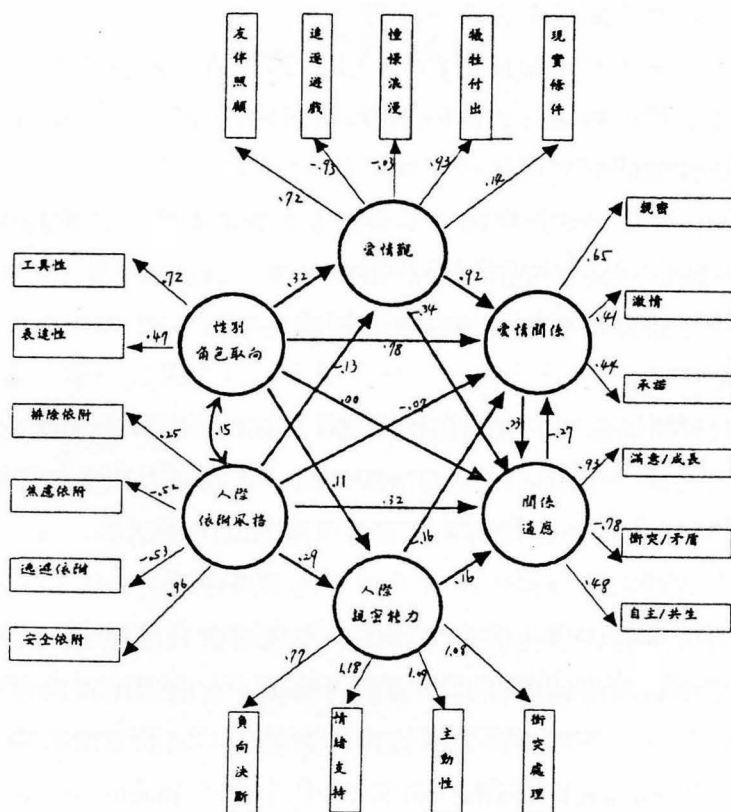 友伴照顧
追逐遊戲
憧憬浪漫
犧牲付出
現實條件
.72
-.93
-.03
.93
.14
愛情觀
親密
.65
工具性
.72
.32
.92
激情
.41
性別
角色取向
-.34
愛情關係
表達性
.47
.78
.44
承諾
-.13
排除依附
.00
-.07
.25
.15
.33
-.27
.93
滿意/成長
焦慮依附
-.52
人際
依附風格
.11
.32
關係
適應
-.78
衝突/矛盾
逃避依附
-.53
.29
.16
.16
.48
自主/共生
安全依附
.96
人際
親密能力
.77
1.18
1.09
1.08
負向決斷
情緒支持
主動性
衝突處理